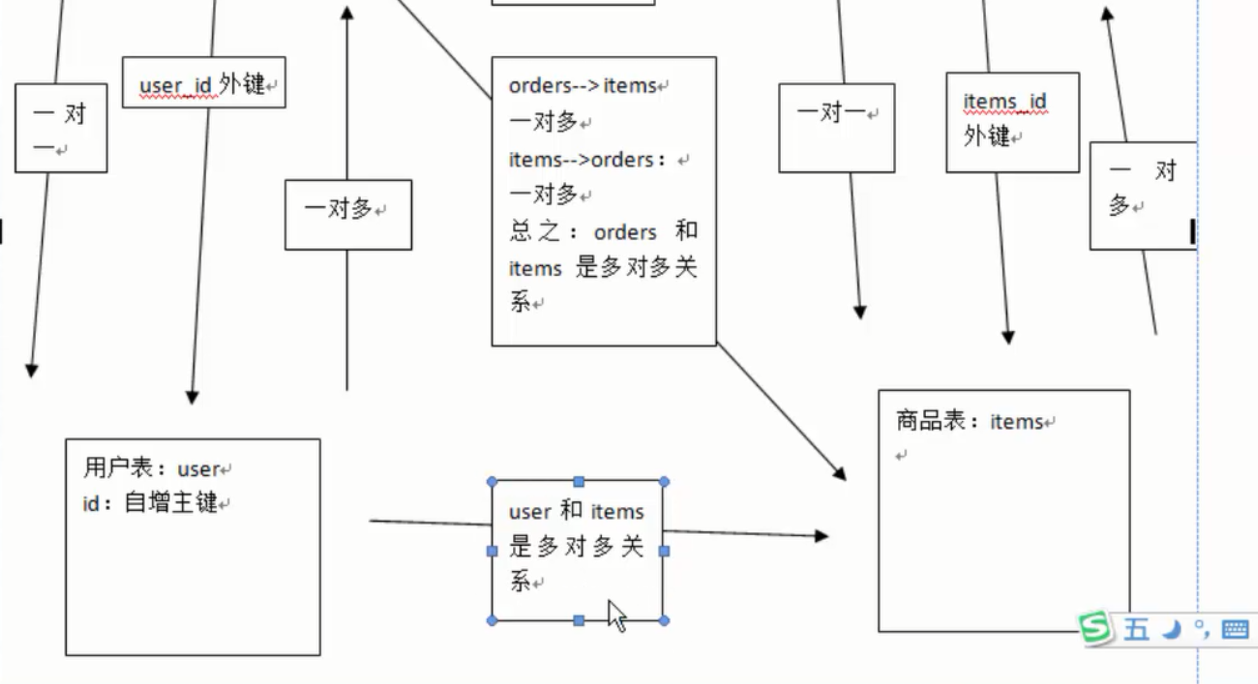 一 对
一
user_id 外键
一对多
orders-->items
一对多
items-->orders：
一对多
总之：orders 和
items 是多对多关
系
一对一
items_id
外键
一 对
多
用户表：user
id：自增主键
user 和 items
是多对多关
系
商品表：items
五